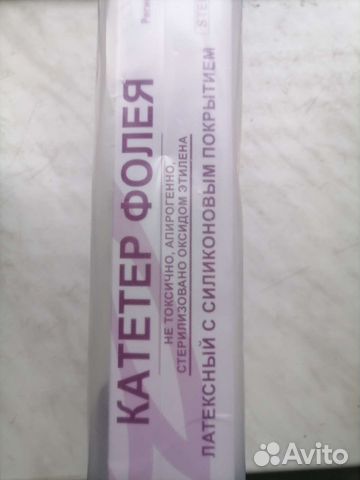 КАТЕТЕР ФОЛЕЯ
НЕ ТОКСИЧНО, АПИРОГЕННО,
СТЕРИЛИЗОВАНО ОКСИДОМ ЭТИЛЕНА
ЛАТЕКСНЫЙ С СИЛИКОНОВЫМ ПОКРЫТИЕМ
Avito